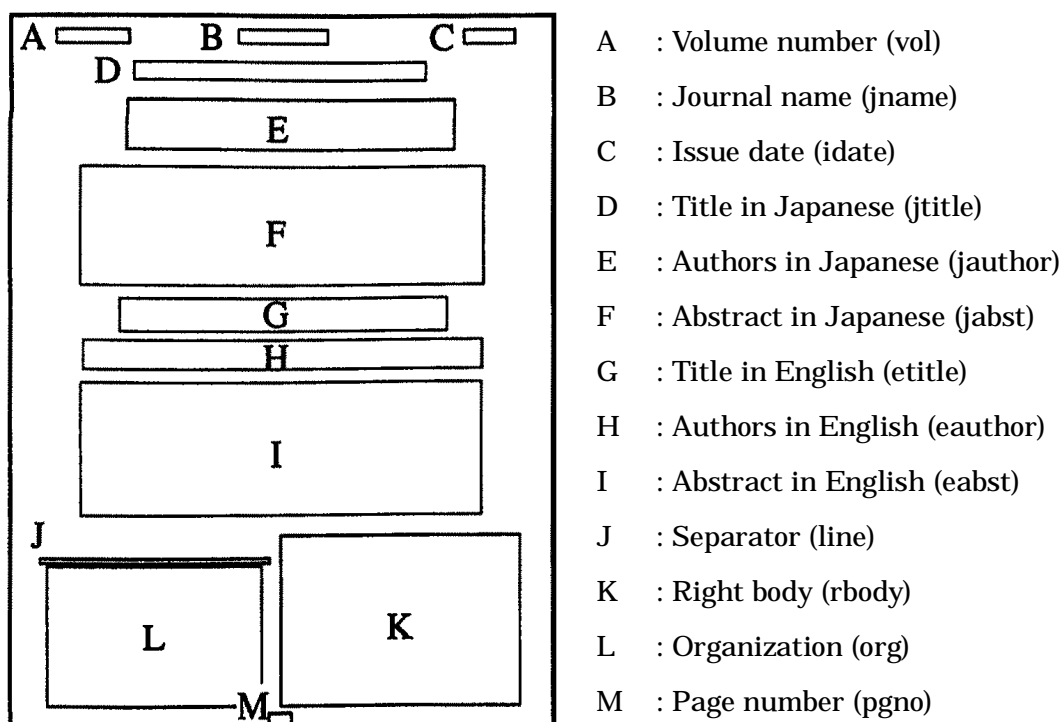 A B C
D
E
F
G
H
I
J
L K
M
A : Volume number (vol)
B : Journal name (jname)
C : Issue date (idate)
D : Title in Japanese (jtitle)
E : Authors in Japanese (jauthor)
F : Abstract in Japanese (jabst)
G : Title in English (etitle)
H : Authors in English (eauthor)
I : Abstract in English (eabst)
J : Separator (line)
K : Right body (rbody)
L : Organization (org)
M : Page number (pgno)